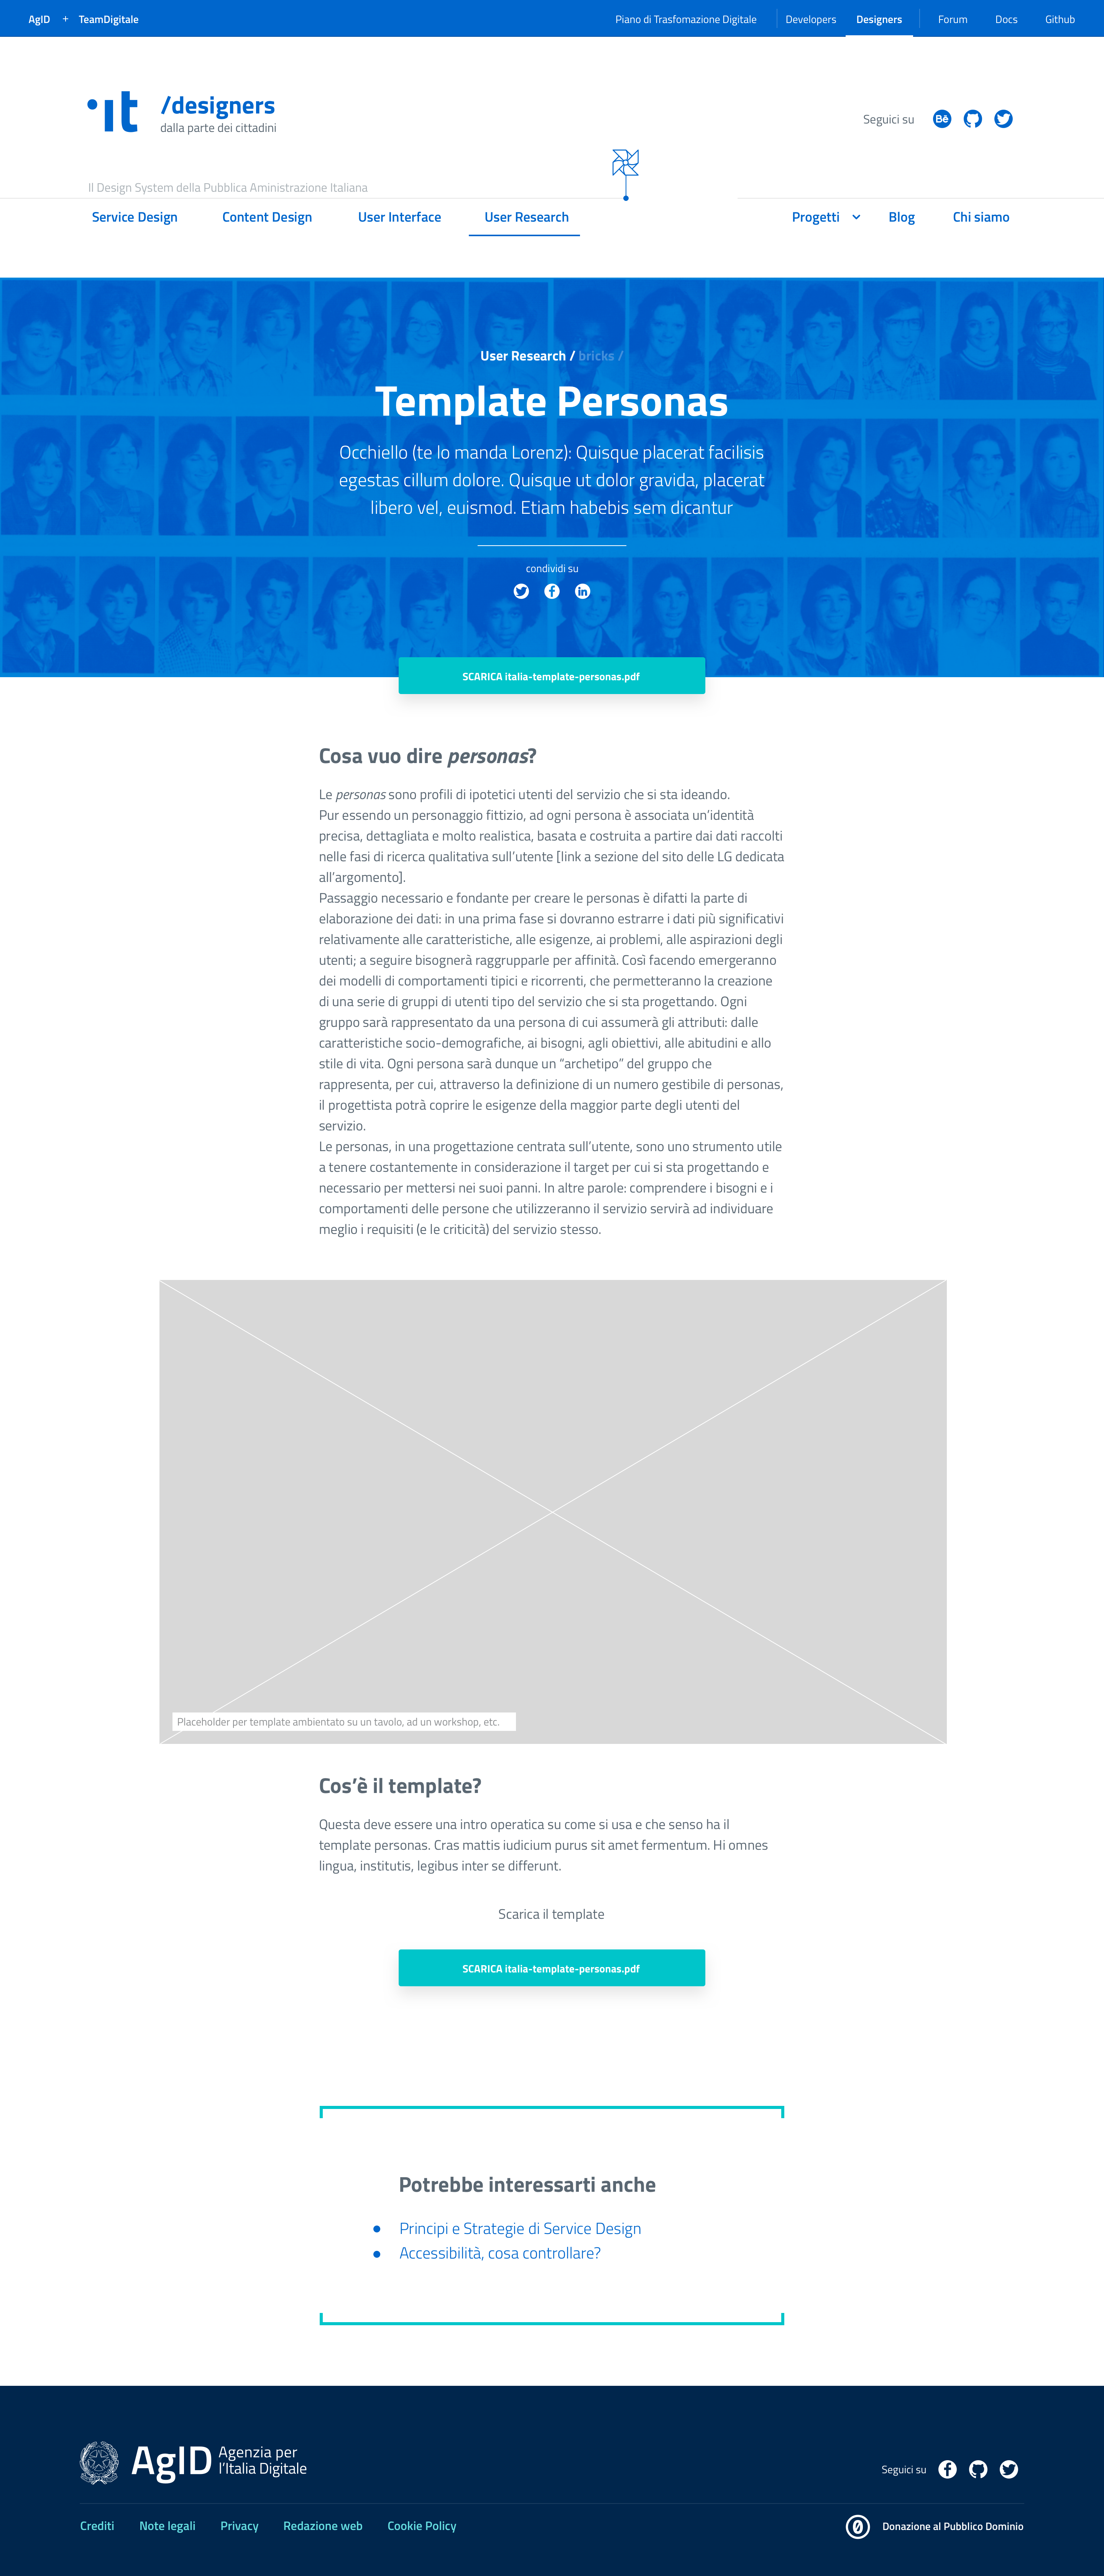 AgID + TeamDigitale Piano di Trasfomazione Digitale Developers Designers Forum Docs Github
it /designers
dalla parte dei cittadini
Seguici su Bē
Il Design System della Pubblica Aministrazione Italiana
Service Design Content Design User Interface User Research Progetti Blog Chi siamo
User Research / bricks /
Template Personas
Occhiello (te lo manda Lorenz): Quisque placerat facilisis
egestas cillum dolore. Quisque ut dolor gravida, placerat
libero vel, euismod. Etiam habebis sem dicantur
condividi su
SCARICA italia-template-personas.pdf
Cosa vuo dire personas?
Le personas sono profili di ipotetici utenti del servizio che si sta ideando.
Pur essendo un personaggio fittizio, ad ogni persona è associata un’identità
precisa, dettagliata e molto realistica, basata e costruita a partire dai dati raccolti
nelle fasi di ricerca qualitativa sull’utente [link a sezione del sito delle LG dedicata
all’argomento].
Passaggio necessario e fondante per creare le personas è difatti la parte di
elaborazione dei dati: in una prima fase si dovranno estrarre i dati più significativi
relativamente alle caratteristiche, alle esigenze, ai problemi, alle aspirazioni degli
utenti; a seguire bisognerà raggrupparle per affinità. Così facendo emergeranno
dei modelli di comportamenti tipici e ricorrenti, che permetteranno la creazione
di una serie di gruppi di utenti tipo del servizio che si sta progettando. Ogni
gruppo sarà rappresentato da una persona di cui assumerà gli attributi: dalle
caratteristiche socio-demografiche, ai bisogni, agli obiettivi, alle abitudini e allo
stile di vita. Ogni persona sarà dunque un “archetipo” del gruppo che
rappresenta, per cui, attraverso la definizione di un numero gestibile di personas,
il progettista potrà coprire le esigenze della maggior parte degli utenti del
servizio.
Le personas, in una progettazione centrata sull’utente, sono uno strumento utile
a tenere costantemente in considerazione il target per cui si sta progettando e
necessario per mettersi nei suoi panni. In altre parole: comprendere i bisogni e i
comportamenti delle persone che utilizzeranno il servizio servirà ad individuare
meglio i requisiti (e le criticità) del servizio stesso.
Placeholder per template ambientato su un tavolo, ad un workshop, etc.
Cos’è il template?
Questa deve essere una intro operatica su come si usa e che senso ha il
template personas. Cras mattis iudicium purus sit amet fermentum. Hi omnes
lingua, institutis, legibus inter se differunt.
Scarica il template
SCARICA italia-template-personas.pdf
Potrebbe interessarti anche
Principi e Strategie di Service Design
Accessibilità, cosa controllare?
AgID Agenzia per
l’Italia Digitale
Seguici su
Crediti Note legali Privacy Redazione web Cookie Policy Donazione al Pubblico Dominio